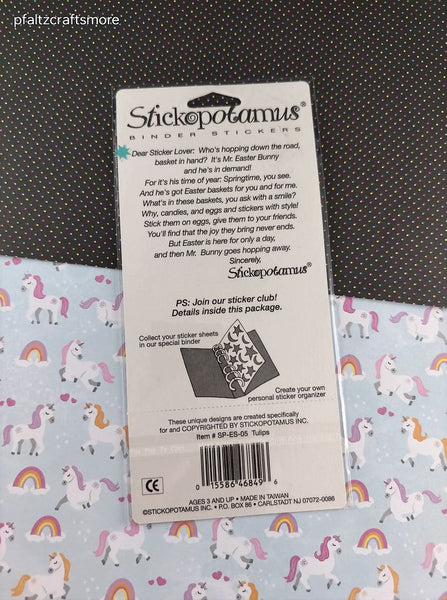 pfaltzcraftsmore
Stickopotamus®
BINDER STICKERS
Dear Sticker Lover: Who's hopping down the road,
basket in hand? It's Mr. Easter Bunny
and he's in demand!
For it's his time of year: Springtime, you see.
And he's got Easter baskets for you and for me.
What's in these baskets, you ask with a smile?
Why, candies, and eggs and stickers with style!
Stick them on eggs, give them to your friends.
You'll find that the joy they bring never ends.
But Easter is here for only a day,
and then Mr. Bunny goes hopping away.
Sincerely,
Stickopotamus®
PS: Join our sticker club!
Details inside this package.
Collect your sticker sheets
in our special binder
Create your own
personal sticker organizer
These unique designs are created specifically
for and COPYRIGHTED BY STICKOPOTAMUS INC.
Item # SP-ES-05 Tulips
0 15586 46849 6
CE
AGES 3 AND UP • MADE IN TAIWAN
©STICKOPOTAMUS INC. • P.O. BOX 86 • CARLSTADT NJ 07072-0086